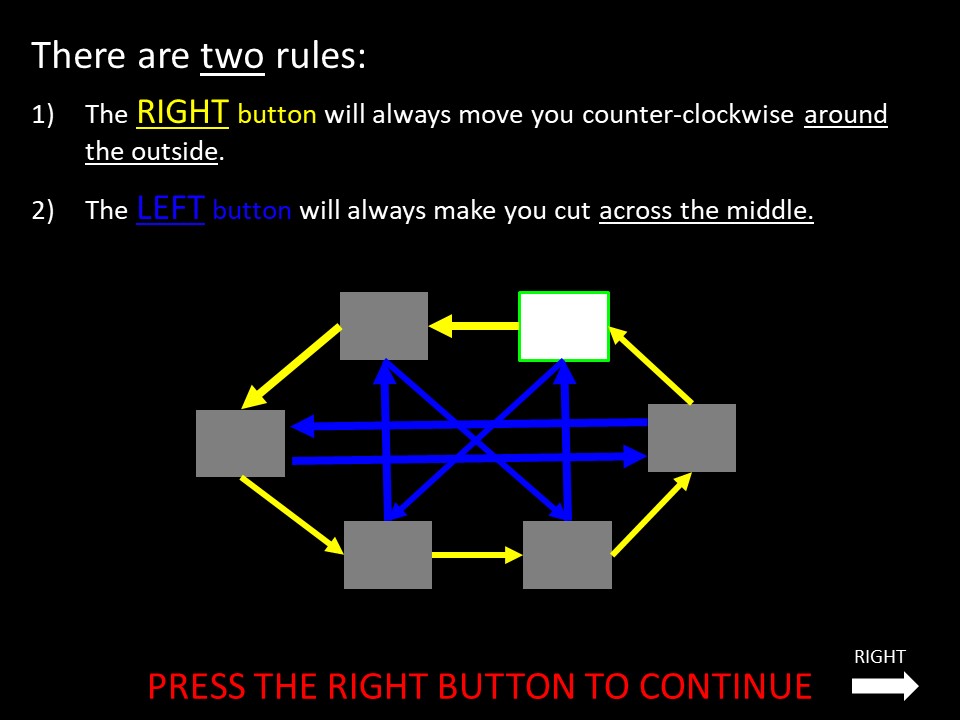 There are two rules:
1) The RIGHT button will always move you counter-clockwise around
the outside.
2) The LEFT button will always make you cut across the middle.
RIGHT
PRESS THE RIGHT BUTTON TO CONTINUE